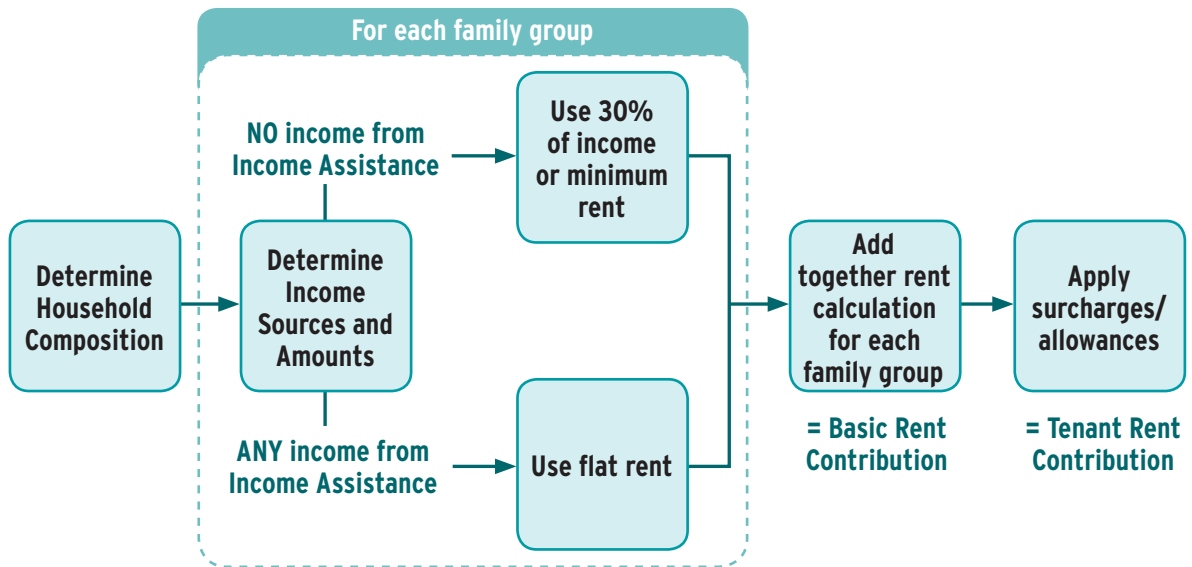 For each family group
Determine
Household
Composition
Determine
Income
Sources and
Amounts
NO income from
Income Assistance
Use 30%
of income
or minimum
rent
ANY income from
Income Assistance
Use flat rent
Add
together rent
calculation
for each
family group
= Basic Rent
Contribution
Apply
surcharges/
allowances
= Tenant Rent
Contribution